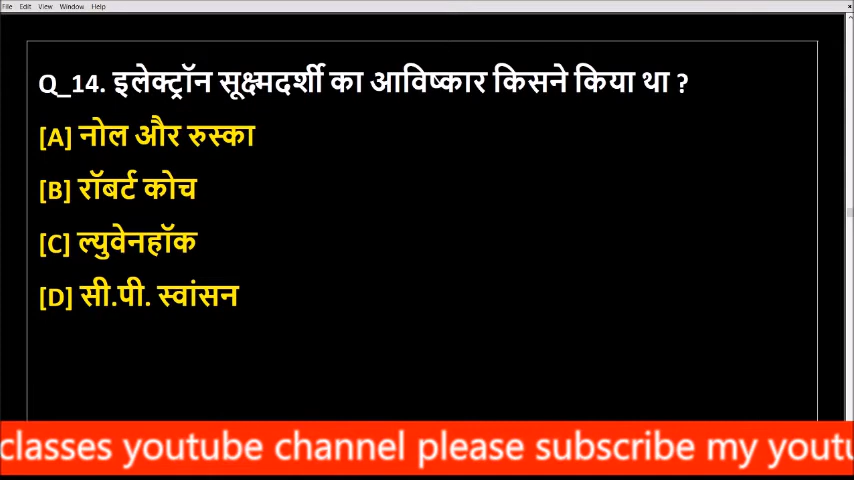 File Edit View Window Help
Q_14. इलेक्ट्रॉन सूक्ष्मदर्शी का आविष्कार किसने किया था ?
[A] नोल और रुस्का
[B] रॉबर्ट कोच
[C] ल्युवेनहॉक
[D] सी.पी. स्वांसन
classes youtube channel please subscribe my youtu